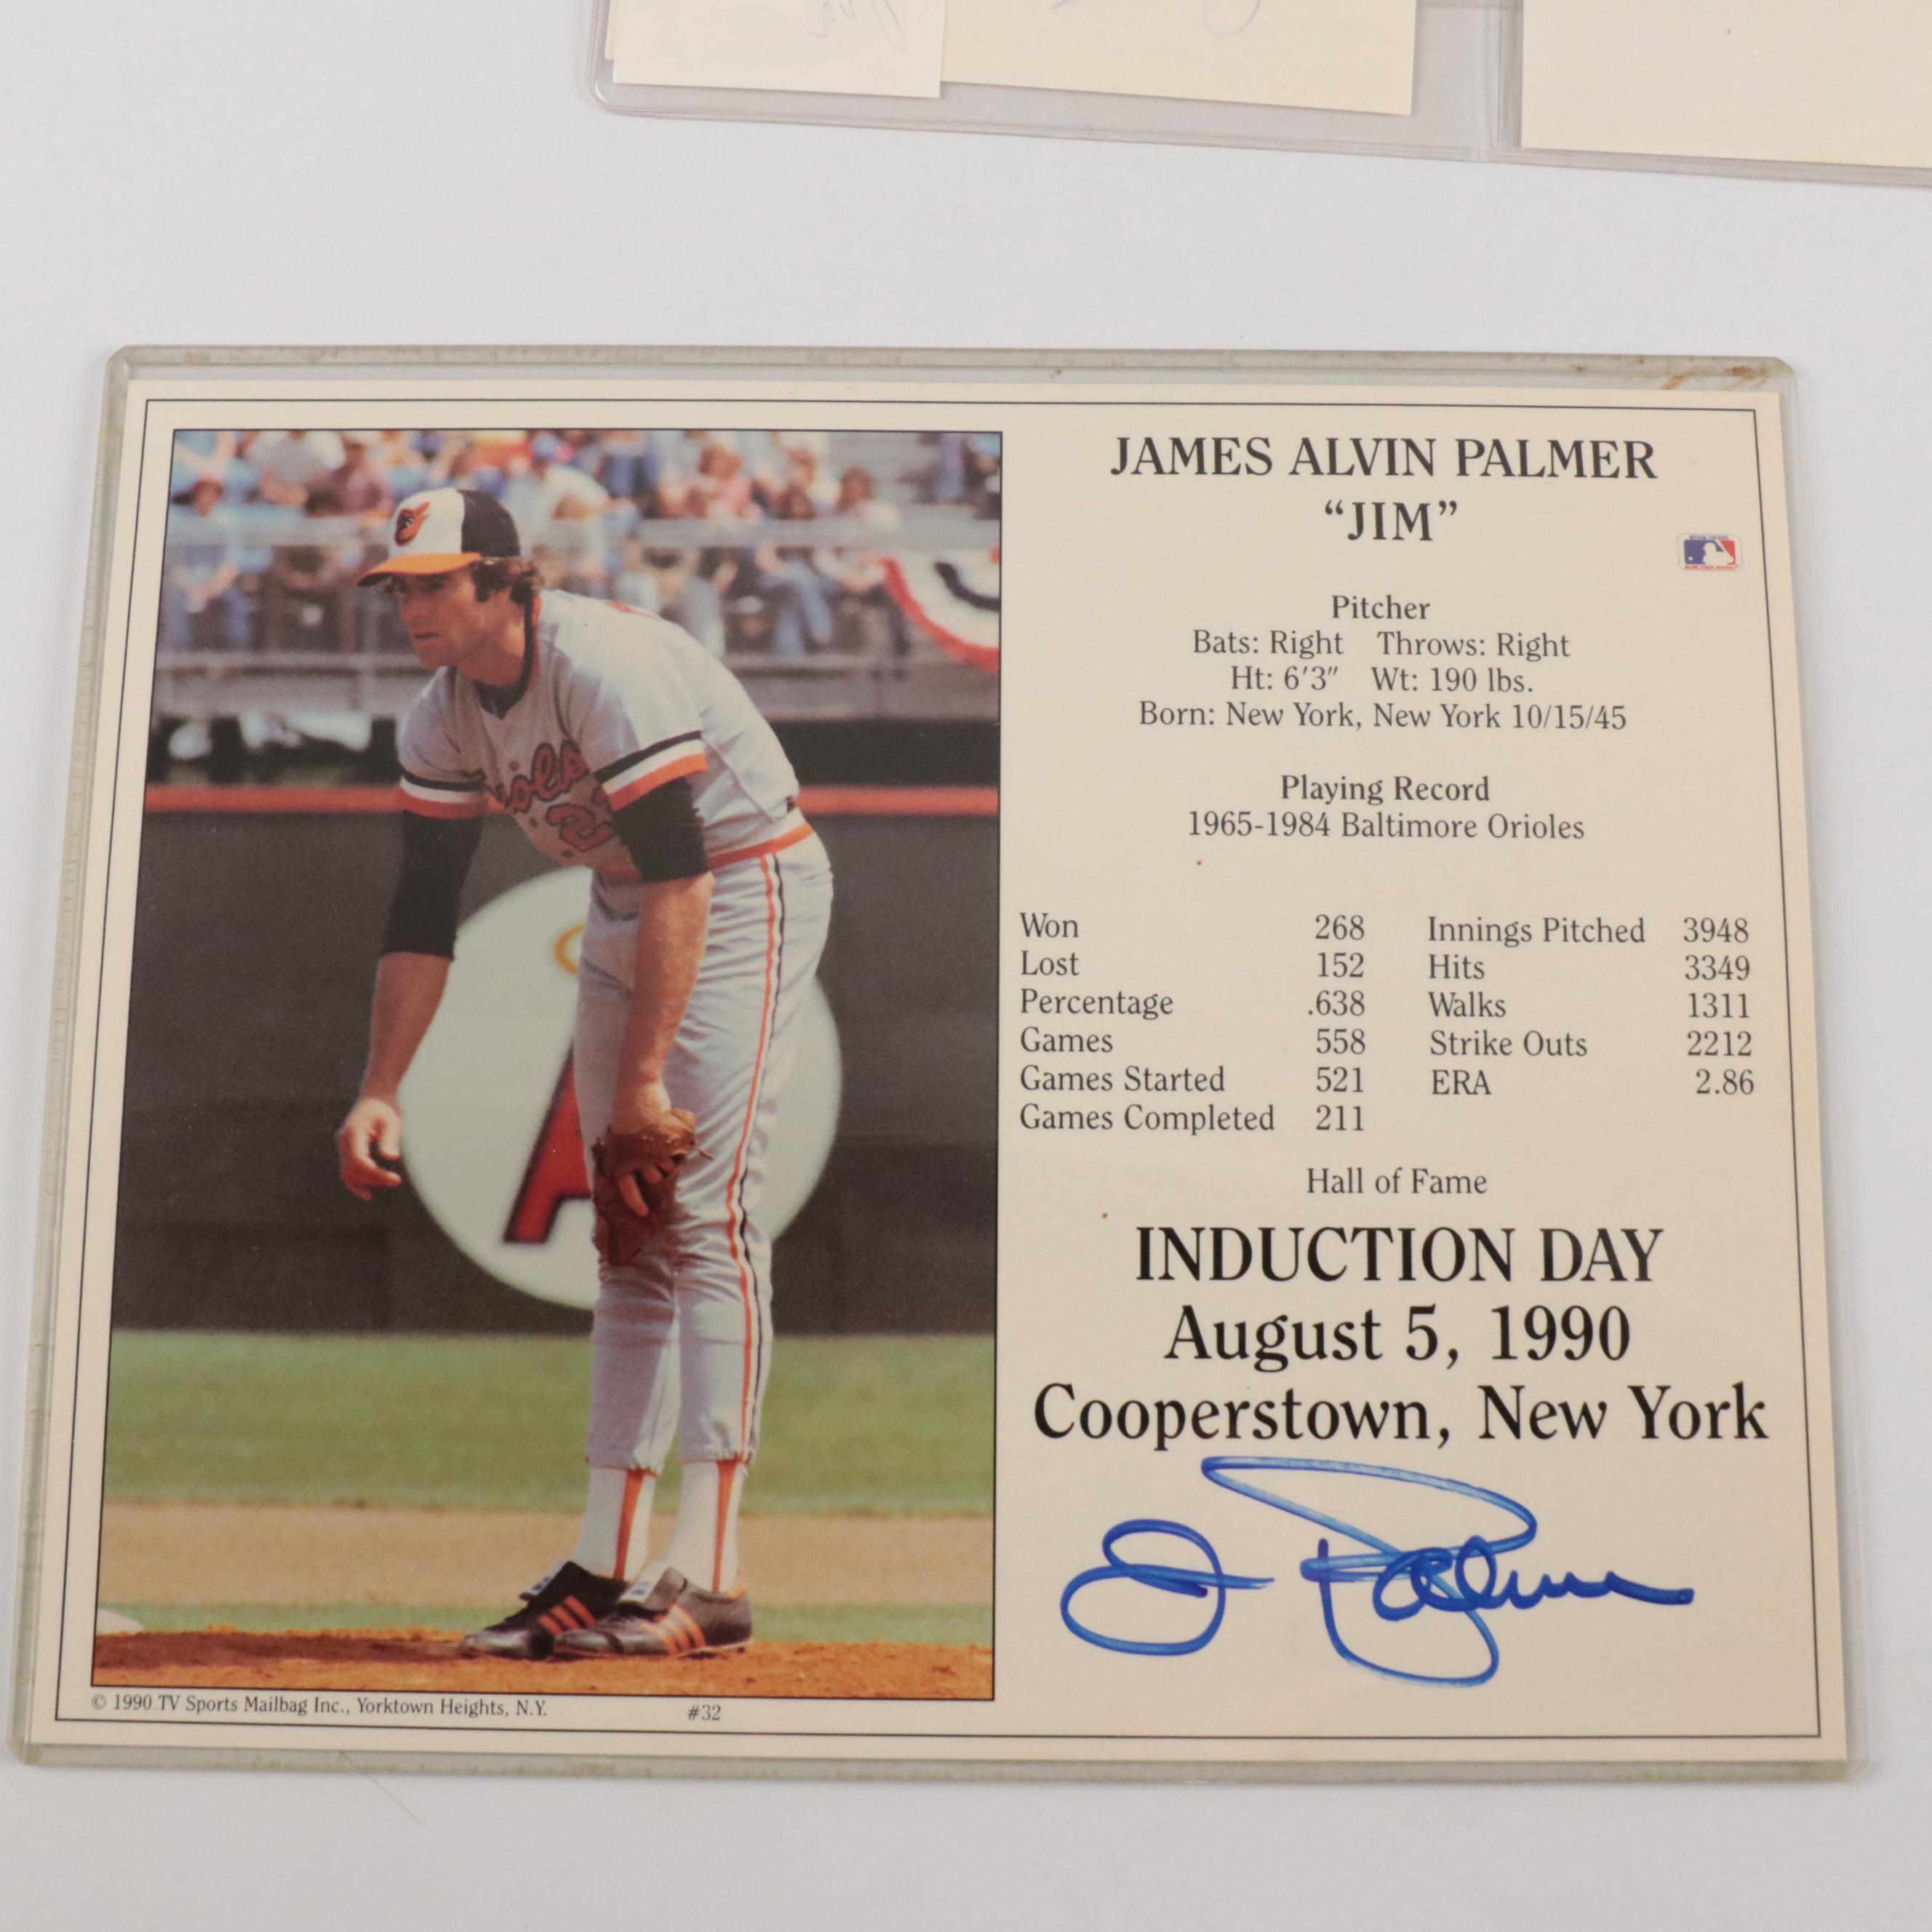 JAMES ALVIN PALMER
“JIM”
Pitcher
Bats: Right Throws: Right
Ht: 6′3″ Wt: 190 lbs.
Born: New York, New York 10/15/45
Playing Record
1965-1984 Baltimore Orioles
Won 268 Innings Pitched 3948
Lost 152 Hits 3349
Percentage .638 Walks 1311
Games 558 Strike Outs 2212
Games Started 521 ERA 2.86
Games Completed 211
Hall of Fame
INDUCTION DAY
August 5, 1990
Cooperstown, New York
J Palmer
© 1990 TV Sports Mailbag Inc., Yorktown Heights, N.Y. #32